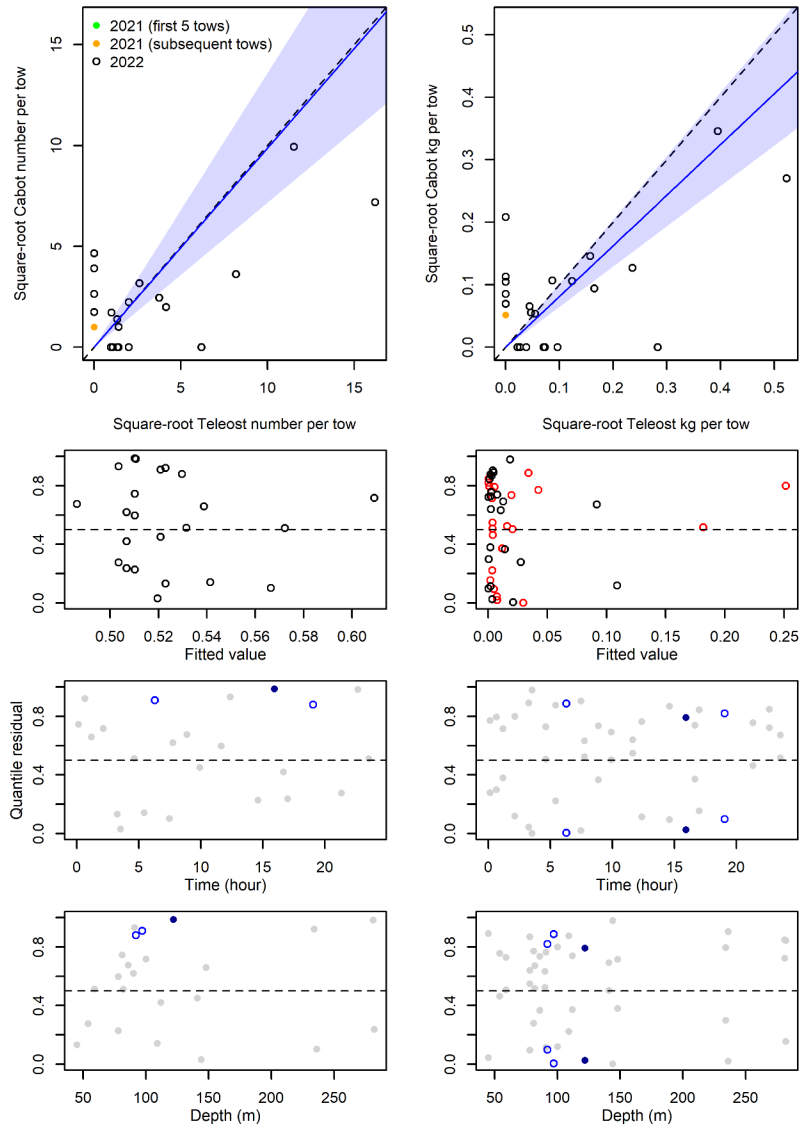 15
10
5
0
Square-root Cabot number per tow
2021 (first 5 tows)
2021 (subsequent tows)
2022
0 5 10 15
Square-root Teleost number per tow
0.5
0.4
0.3
0.2
0.1
0.0
Square-root Cabot kg per tow
0.0 0.1 0.2 0.3 0.4 0.5
Square-root Teleost kg per tow
0.8
0.4
0.0
0.50 0.52 0.54 0.56 0.58 0.60
Fitted value
0.8
0.4
0.0
0.00 0.05 0.10 0.15 0.20 0.25
Fitted value
Quantile residual
0.8
0.4
0.0
0 5 10 15 20
Time (hour)
0.8
0.4
0.0
0 5 10 15 20
Time (hour)
0.8
0.4
0.0
50 100 150 200 250
Depth (m)
0.8
0.4
0.0
50 100 150 200 250
Depth (m)